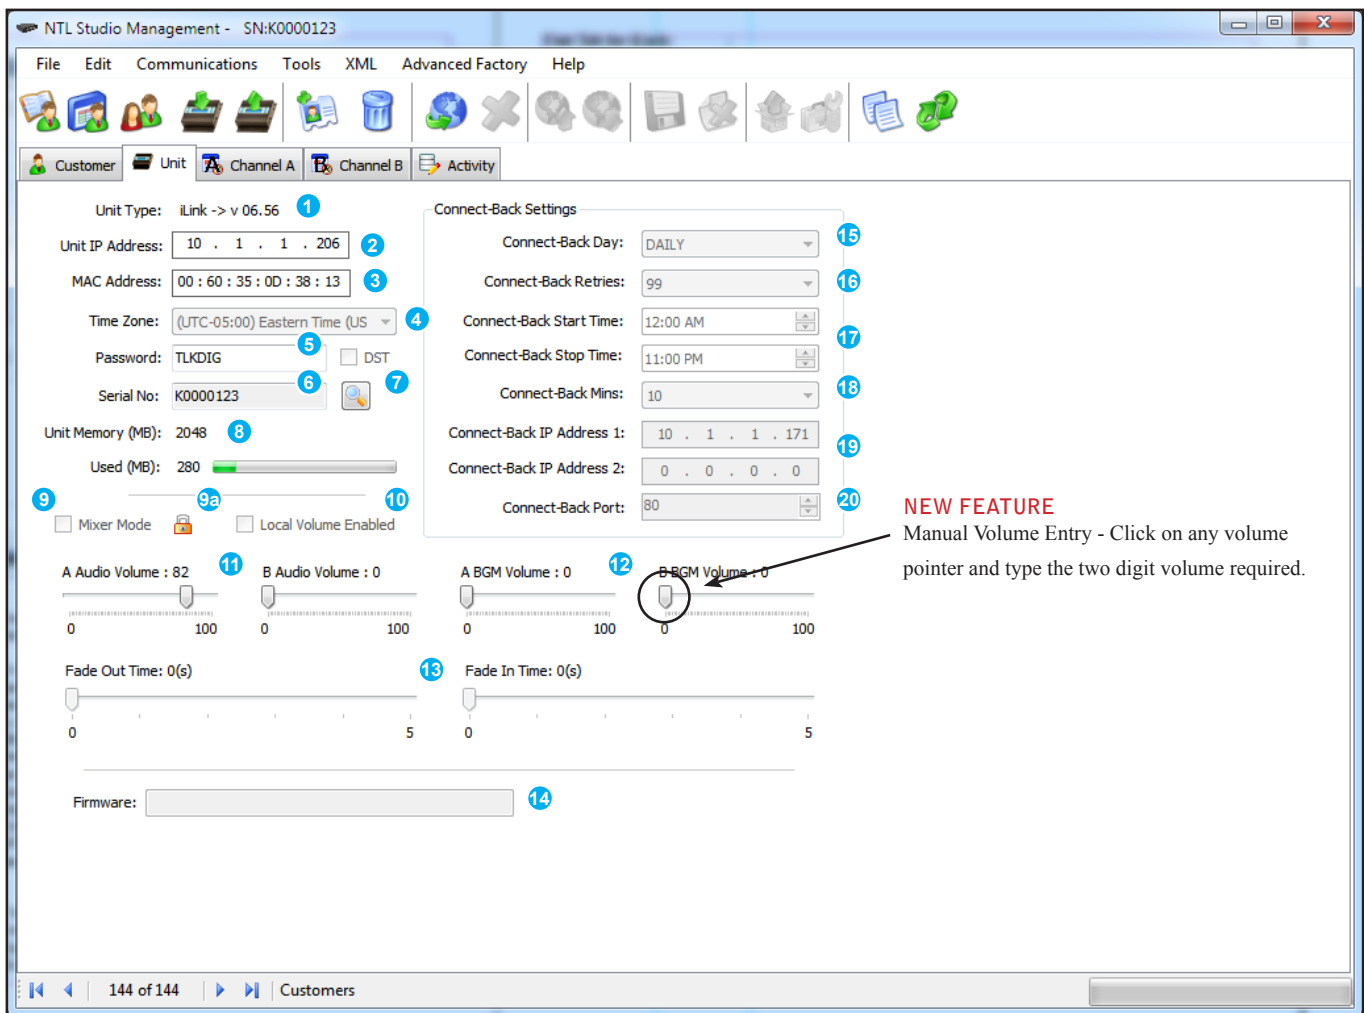 NTL Studio Management - SN:K0000123
File Edit Communications Tools XML Advanced Factory Help
Customer Unit Channel A Channel B Activity
Unit Type: iLink -> v 06.56 1
Unit IP Address: 10 . 1 . 1 . 206 2
MAC Address: 00 : 60 : 35 : 0D : 38 : 13 3
Time Zone: (UTC-05:00) Eastern Time (US 4
Password: TLKDIG 5 DST
Serial No: K0000123 6 7
Unit Memory (MB): 2048 8
Used (MB): 280
9 9a 10
Mixer Mode Local Volume Enabled
Connect-Back Settings
Connect-Back Day: DAILY 15
Connect-Back Retries: 99 16
Connect-Back Start Time: 12:00 AM
17
Connect-Back Stop Time: 11:00 PM
Connect-Back Mins: 10 18
Connect-Back IP Address 1: 10 . 1 . 1 . 171
19
Connect-Back IP Address 2: 0 . 0 . 0 . 0
Connect-Back Port: 80 20
NEW FEATURE
Manual Volume Entry - Click on any volume
pointer and type the two digit volume required.
A Audio Volume : 82 11 B Audio Volume : 0 A BGM Volume : 0 12 B BGM Volume : 0
0 100 0 100 0 100 0 100
Fade Out Time: 0(s) 13 Fade In Time: 0(s)
0 5 0 5
Firmware: 14
144 of 144 Customers